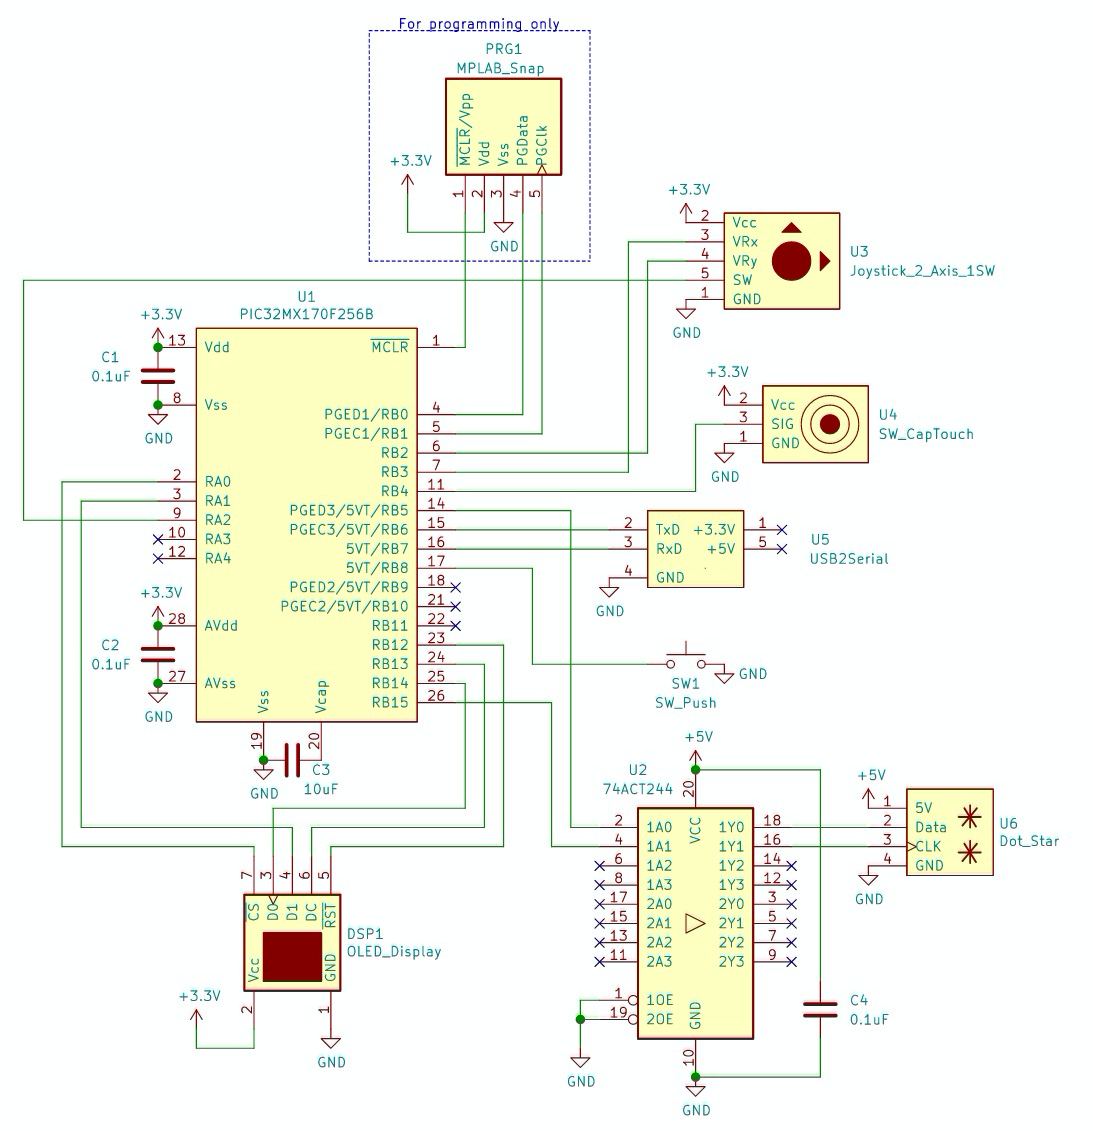 For programming only
PRG1
MPLAB_Snap
MCLR/Vpp
Vdd
Vss
PGData
PGClk
1
2
3
4
5
+3.3V
GND
+3.3V
2 Vcc
3 VRx
4 VRy
5 SW
1 GND
U3
Joystick_2_Axis_1SW
GND
U1
PIC32MX170F256B
+3.3V
C1
0.1uF
GND
13 Vdd
8 Vss
2 RA0
3 RA1
9 RA2
10 RA3
12 RA4
+3.3V
28 AVdd
C2
0.1uF
27 AVss
GND
MCLR 1
PGED1/RB0 4
PGEC1/RB1 5
RB2 6
RB3 7
RB4 11
PGED3/5VT/RB5 14
PGEC3/5VT/RB6 15
5VT/RB7 16
5VT/RB8 17
PGED2/5VT/RB9 18
PGEC2/5VT/RB10 21
RB11 22
RB12 23
RB13 24
RB14 25
RB15 26
Vss
Vcap
19
20
C3
10uF
GND
+3.3V
2 Vcc
3 SIG
1 GND
U4
SW_CapTouch
GND
2 TxD +3.3V 1
3 RxD +5V 5
4 GND
U5
USB2Serial
GND
GND
SW1
SW_Push
+5V
U2
74ACT244
20
VCC
2 1A0 1Y0 18
4 1A1 1Y1 16
6 1A2 1Y2 14
8 1A3 1Y3 12
17 2A0 2Y0 3
15 2A1 2Y1 5
13 2A2 2Y2 7
11 2A3 2Y3 9
1 1OE
19 2OE
GND
10
GND
GND
C4
0.1uF
+5V
1 5V
2 Data
3 CLK
4 GND
U6
Dot_Star
GND
7
3
4
6
5
CS
D0
D1
DC
RST
Vcc
GND
DSP1
OLED_Display
2
1
+3.3V
GND